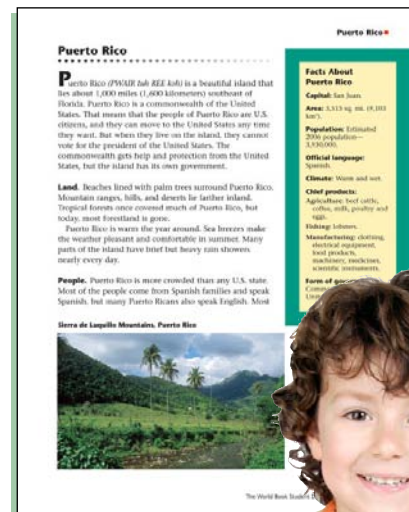 Puerto Rico
Puerto Rico
Puerto Rico (PWAIR tuh REE koh) is a beautiful island that
lies about 1,000 miles (1,600 kilometers) southeast of
Florida. Puerto Rico is a commonwealth of the United
States. That means that the people of Puerto Rico are U.S.
citizens, and they can move to the United States any time
they want. But when they live on the island, they cannot
vote for the president of the United States. The
commonwealth gets help and protection from the United
States, but the island has its own government.
Land. Beaches lined with palm trees surround Puerto Rico.
Mountain ranges, hills, and deserts lie farther inland.
Tropical forests once covered much of Puerto Rico, but
today, most forestland is gone.
Puerto Rico is warm the year around. Sea breezes make
the weather pleasant and comfortable in summer. Many
parts of the island have brief but heavy rain showers
nearly every day.
People. Puerto Rico is more crowded than any U.S. state.
Most of the people come from Spanish families and speak
Spanish, but many Puerto Ricans also speak English. Most
Sierra de Luquillo Mountains, Puerto Rico
Facts About
Puerto Rico
Capital: San Juan.
Area: 3,515 sq. mi. (9,103
km²).
Population: Estimated
2006 population—
3,930,000.
Official language:
Spanish.
Climate: Warm and wet.
Chief products:
Agriculture: beef cattle,
coffee, milk, poultry and
eggs.
Fishing: lobsters.
Manufacturing: clothing,
electrical equipment,
food products,
machinery, medicines,
scientific instruments.
Form of
The World Book Student